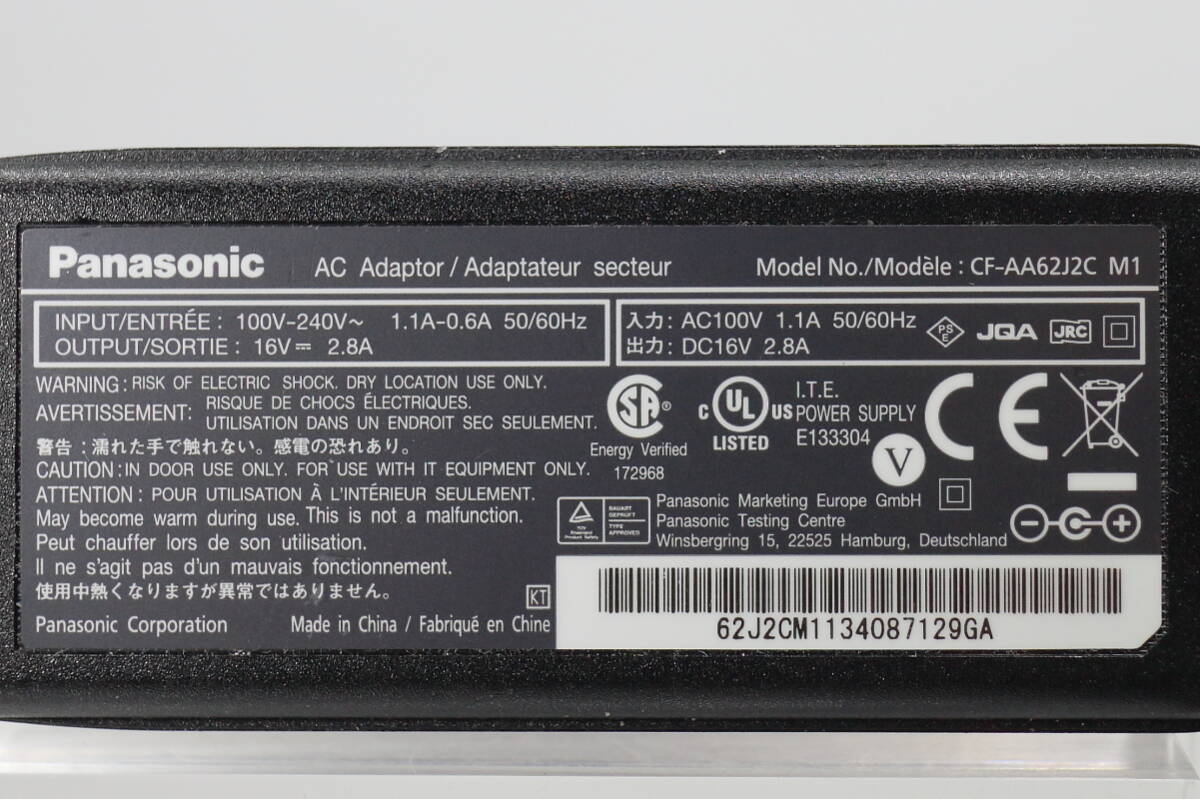 Panasonic AC Adaptor / Adaptateur secteur Model No./Modèle : CF-AA62J2C M1
INPUT/ENTRÉE : 100V-240V~ 1.1A-0.6A 50/60Hz
OUTPUT/SORTIE : 16V⎓ 2.8A
入力: AC100V 1.1A 50/60Hz
出力: DC16V 2.8A
PSE JQA JRC
WARNING : RISK OF ELECTRIC SHOCK. DRY LOCATION USE ONLY.
AVERTISSEMENT: RISQUE DE CHOCS ÉLECTRIQUES.
UTILISATION DANS UN ENDROIT SEC SEULEMENT.
警告 : 濡れた手で触れない。感電の恐れあり。
CAUTION : IN DOOR USE ONLY. FOR USE WITH IT EQUIPMENT ONLY.
ATTENTION : POUR UTILISATION À L'INTÉRIEUR SEULEMENT.
May become warm during use. This is not a malfunction.
Peut chauffer lors de son utilisation.
Il ne s'agit pas d'un mauvais fonctionnement.
使用中熱くなりますが異常ではありません。
KT
Panasonic Corporation Made in China / Fabriqué en Chine
SA®
Energy Verified
172968
C UL US
LISTED
I.T.E.
POWER SUPPLY
E133304
V
CE
BAUART
GEPRÜFT
TYPE
APPROVED
Panasonic Marketing Europe GmbH
Panasonic Testing Centre
Winsbergring 15, 22525 Hamburg, Deutschland
62J2CM1134087129GA